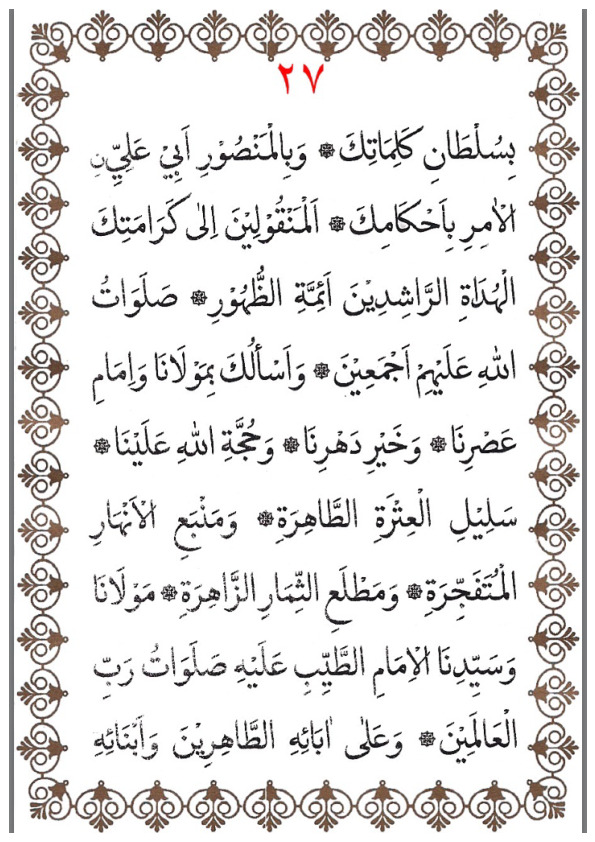 ٢٧
بِسُلْطَانِ كَلِمَاتِكَ ۞ وَبِالْمَنْصُوْرِ اَبِيْ عَلِيِّنِ
الْاٰمِرِ بِاَحْكَامِكَ ۞ اَلْمَنْقُوْلِيْنَ اِلٰى كَرَامَتِكَ
الْهُدَاةِ الرَّاشِدِيْنَ اَئِمَّةِ الظُّهُوْرِ ۞ صَلَوَاتُ
اللهِ عَلَيْهِمْ اَجْمَعِيْنَ ۞ وَاَسْأَلُكَ بِمَوْلَانَا وَاِمَامِ
عَصْرِنَا ۞ وَخَيْرِ دَهْرِنَا ۞ وَحُجَّةِ اللهِ عَلَيْنَا ۞
سَلِيْلِ الْعِتْرَةِ الطَّاهِرَةِ ۞ وَمَنْبَعِ الْاَنْهَارِ
الْمُتَفَجِّرَةِ ۞ وَمَطْلَعِ الثِّمَارِ الزَّاهِرَةِ ۞ مَوْلَانَا
وَسَيِّدِنَا الْاِمَامِ الطَّيِّبِ عَلَيْهِ صَلَوَاتُ رَبِّ
الْعَالَمِيْنَ ۞ وَعَلٰى اٰبَائِهِ الطَّاهِرِيْنَ وَاَبْنَائِهِ